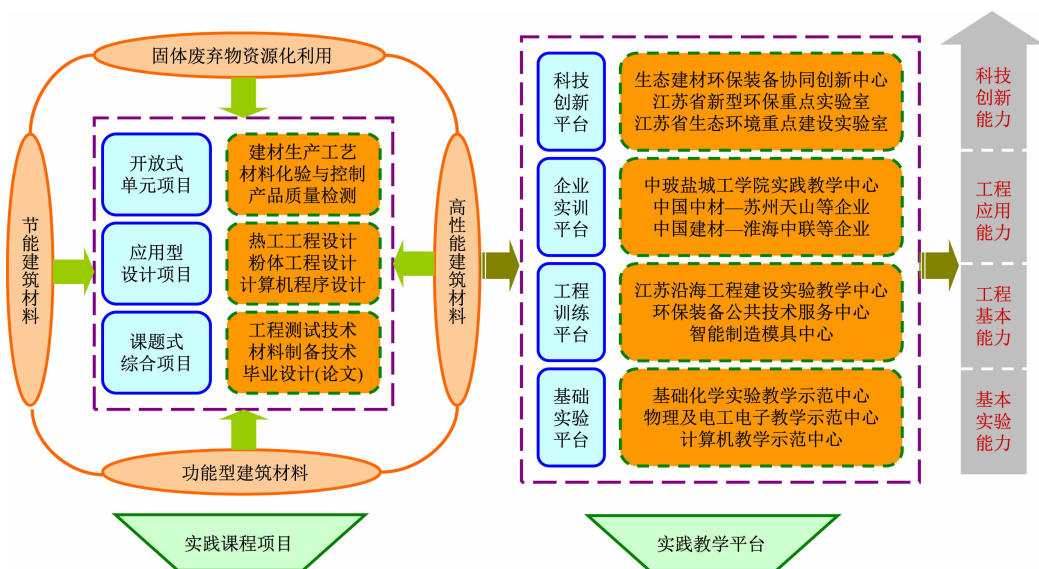 固体废弃物资源化利用
节能建筑材料
开放式
单元项目
建材生产工艺
材料化验与控制
产品质量检测
应用型
设计项目
热工工程设计
粉体工程设计
计算机程序设计
课题式
综合项目
工程测试技术
材料制备技术
毕业设计(论文)
高性能建筑材料
功能型建筑材料
实践课程项目
科技
创新
平台
生态建材环保装备协同创新中心
江苏省新型环保重点实验室
江苏省生态环境重点建设实验室
企业
实训
平台
中玻盐城工学院实践教学中心
中国中材—苏州天山等企业
中国建材—淮海中联等企业
工程
训练
平台
江苏沿海工程建设实验教学中心
环保装备公共技术服务中心
智能制造模具中心
基础
实验
平台
基础化学实验教学示范中心
物理及电工电子教学示范中心
计算机教学示范中心
实践教学平台
科技
创新
能力
工程
应用
能力
工程
基本
能力
基本
实验
能力